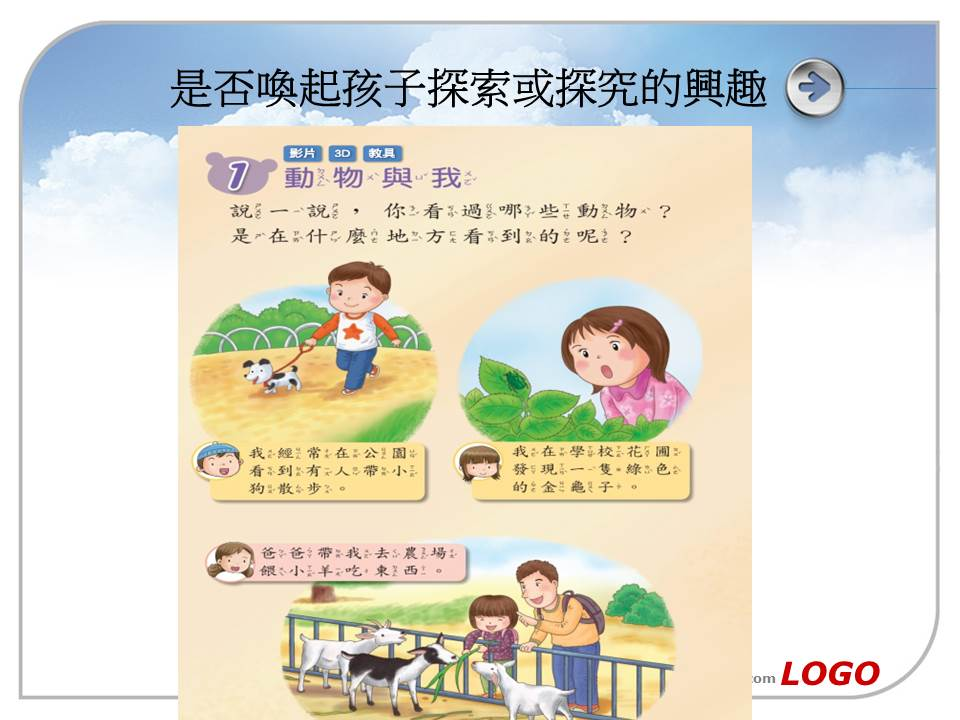 是否喚起孩子探索或探究的興趣
影片 3D 教具
1 動物與我
說一說，你看過哪些動物？
是在什麼地方看到的呢？
我經常在公園
看到有人帶小
狗散步。
我在學校花圃
發現一隻綠色
的金龜子。
爸爸帶我去農場
餵小羊吃東西。
com LOGO